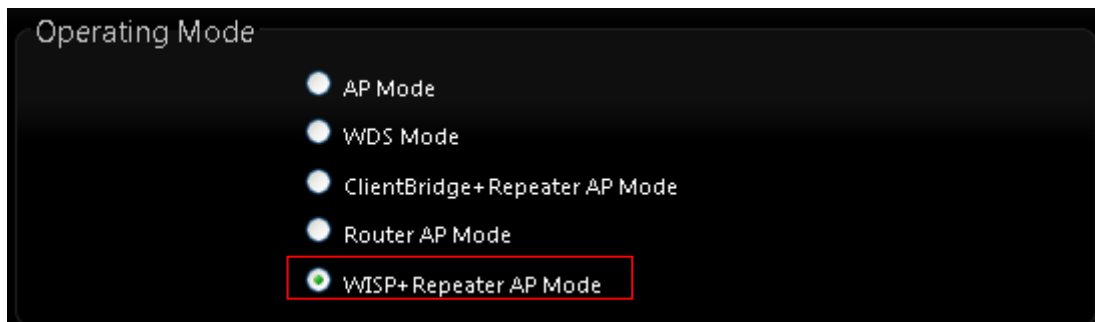 Operating Mode
AP Mode
WDS Mode
ClientBridge+Repeater AP Mode
Router AP Mode
WISP+Repeater AP Mode